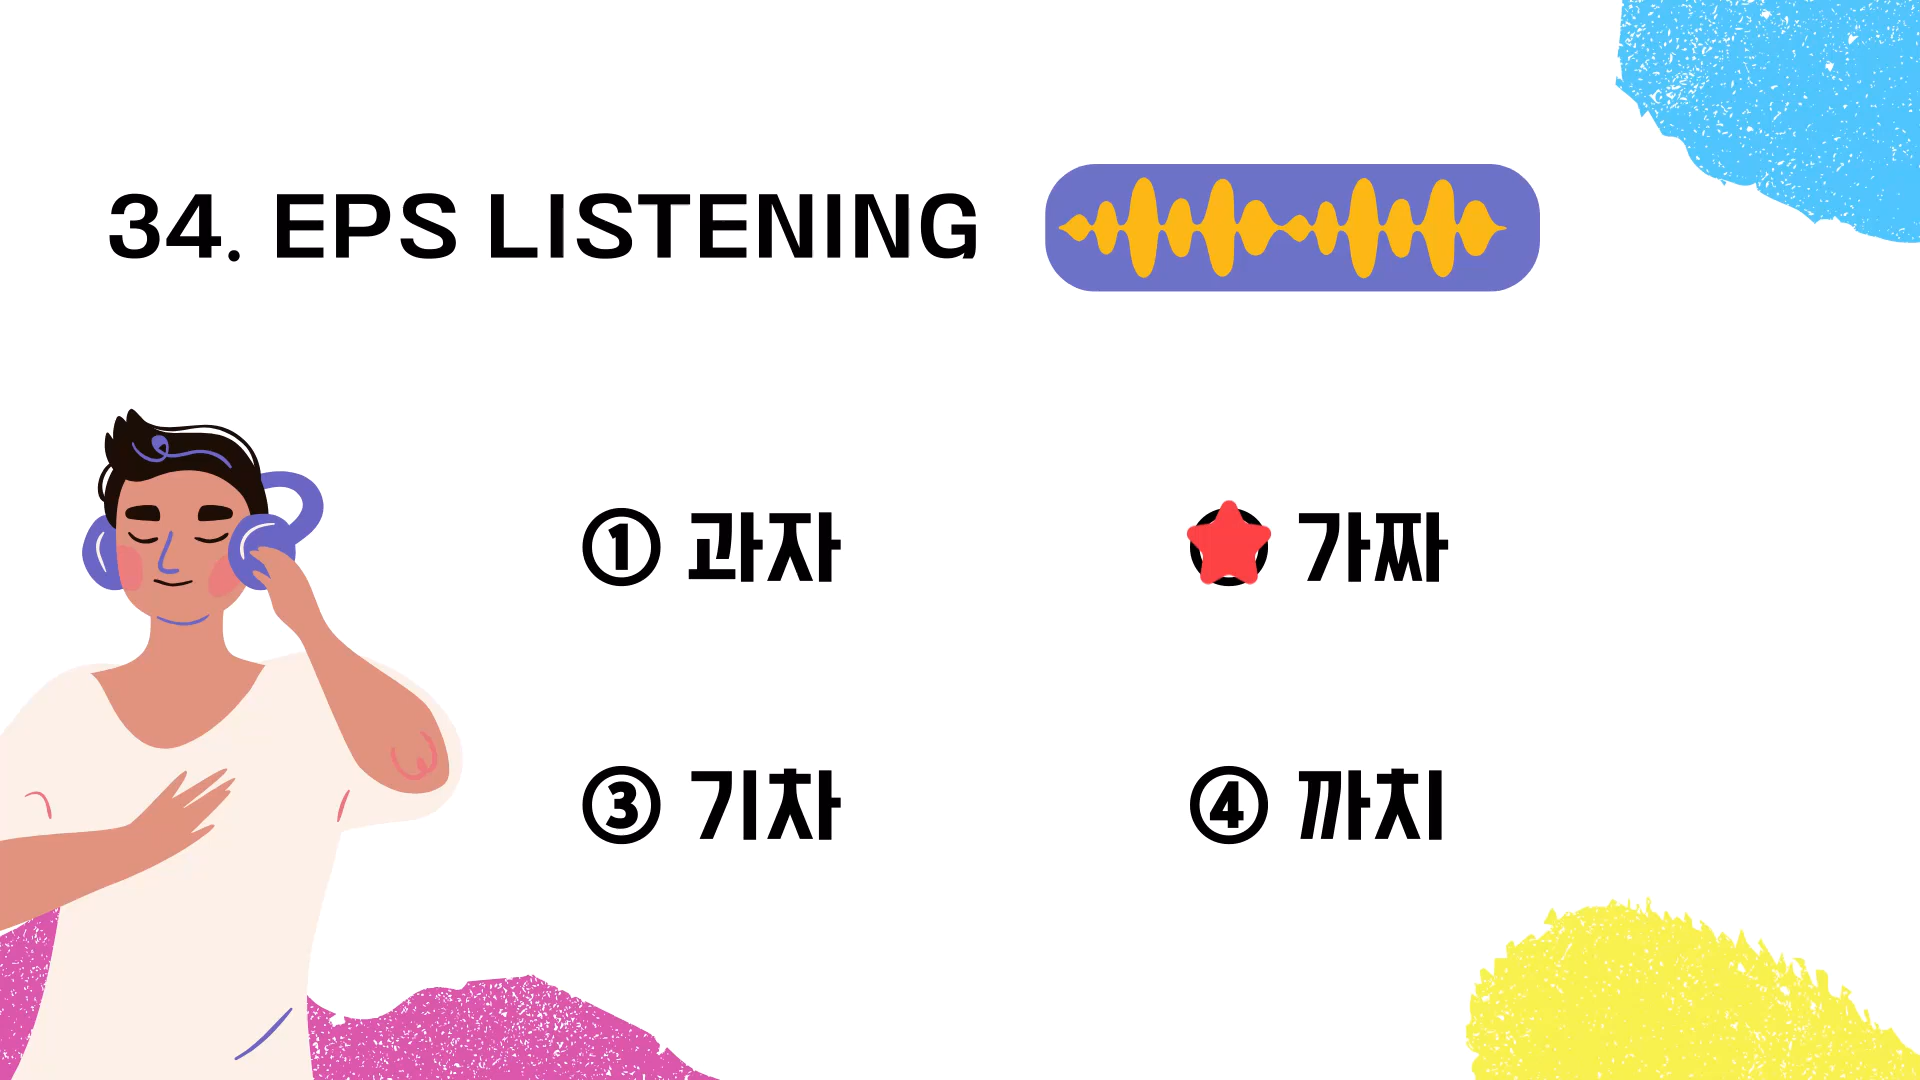 34. EPS LISTENING
① 과자
가짜
③ 기차
④ 까치